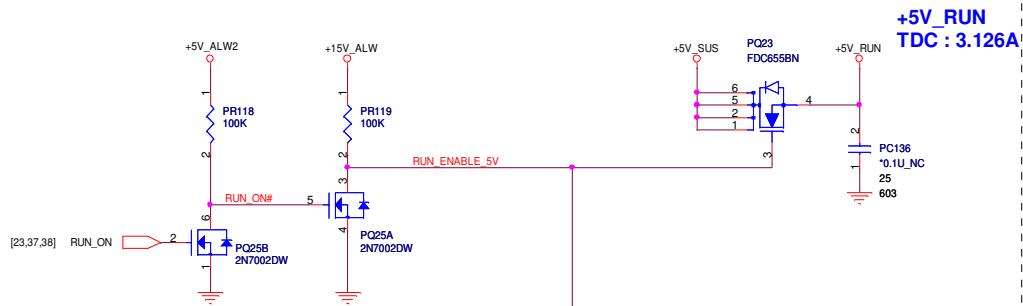 +5V_RUN
TDC : 3.126A
+5V_ALW2
+15V_ALW
+5V_SUS
PQ23
FDC655BN
+5V_RUN
1
PR118
100K
2
1
PR119
100K
2
6
5
2
1
4
3
2
PC136
*0.1U_NC
1
25
603
RUN_ENABLE_5V
RUN_ON#
5
3
4
PQ25A
2N7002DW
[23,37,38]
RUN_ON
2
6
1
PQ25B
2N7002DW